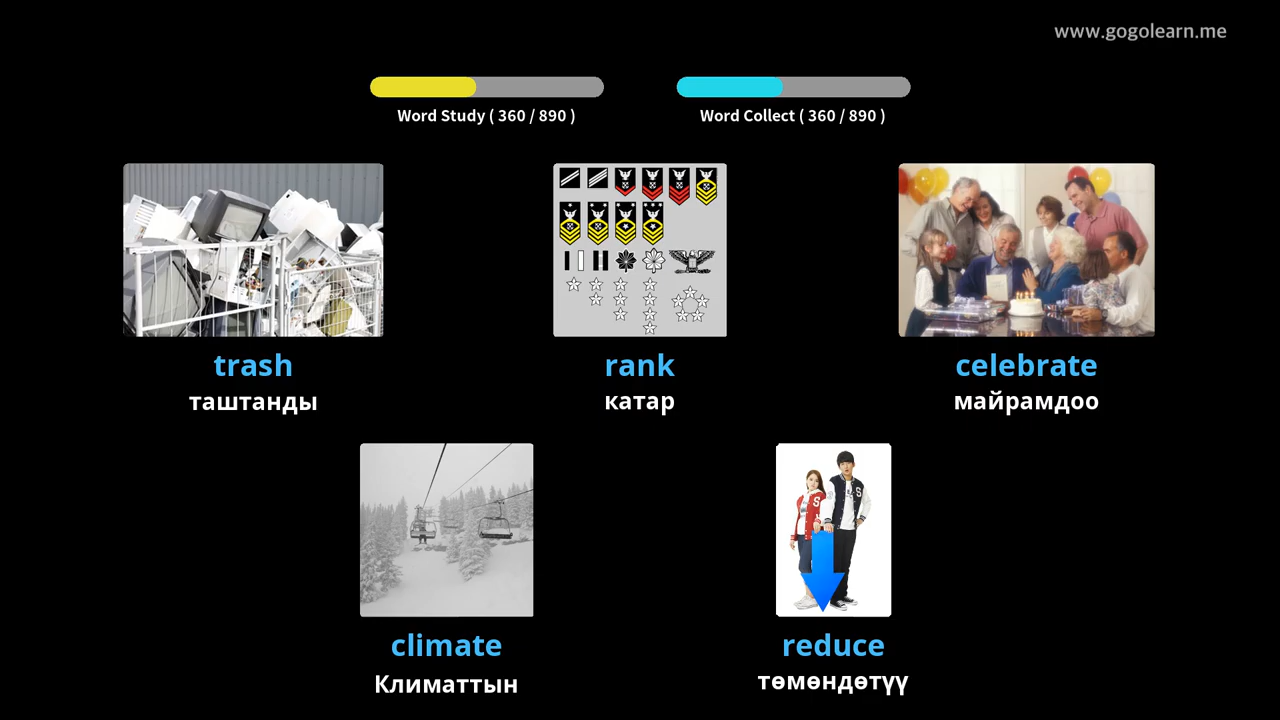 www.gogolearn.me
Word Study ( 360 / 890 )
Word Collect ( 360 / 890 )
trash
таштанды
rank
катар
celebrate
майрамдоо
climate
Климаттын
reduce
төмөндөтүү